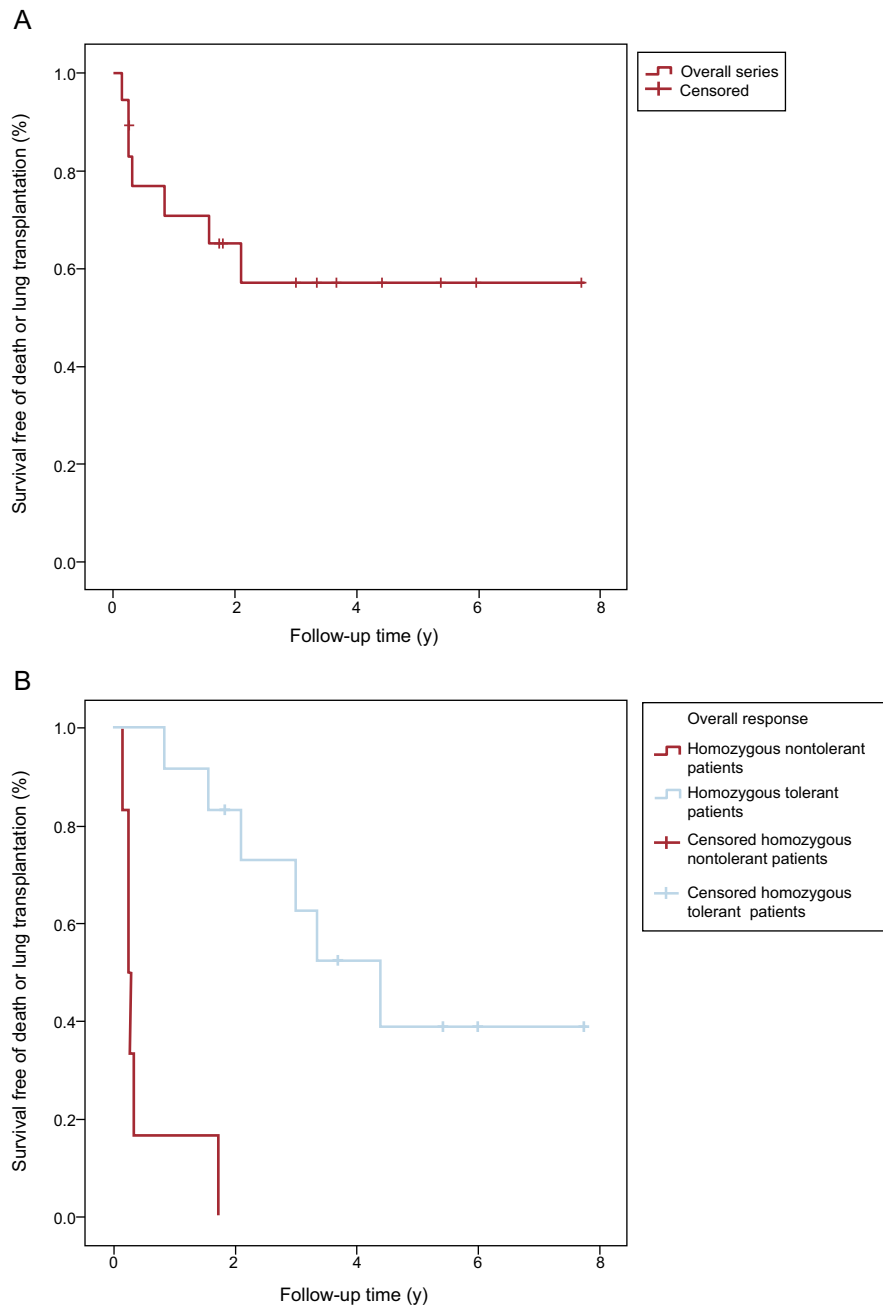 A
Survival free of death or lung transplantation (%)
1.0
0.8
0.6
0.4
0.2
0.0
0 2 4 6 8
Follow-up time (y)
Overall series
Censored
B
Survival free of death or lung transplantation (%)
1.0
0.8
0.6
0.4
0.2
0.0
0 2 4 6 8
Follow-up time (y)
Overall response
Homozygous nontolerant
patients
Homozygous tolerant
patients
Censored homozygous
nontolerant patients
Censored homozygous
tolerant patients